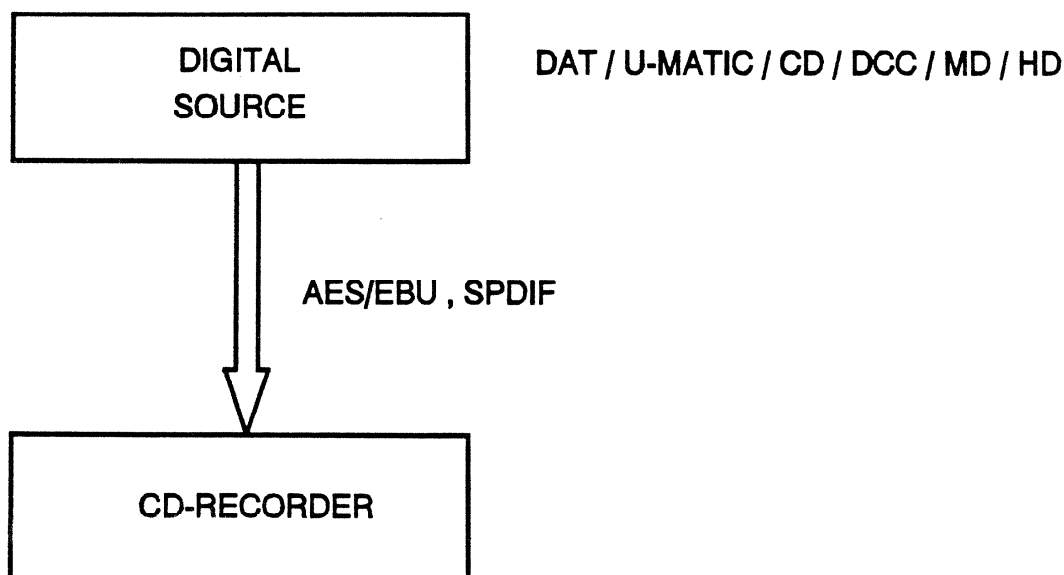 DIGITAL
SOURCE
DAT / U-MATIC / CD / DCC / MD / HD
AES/EBU , SPDIF
CD-RECORDER